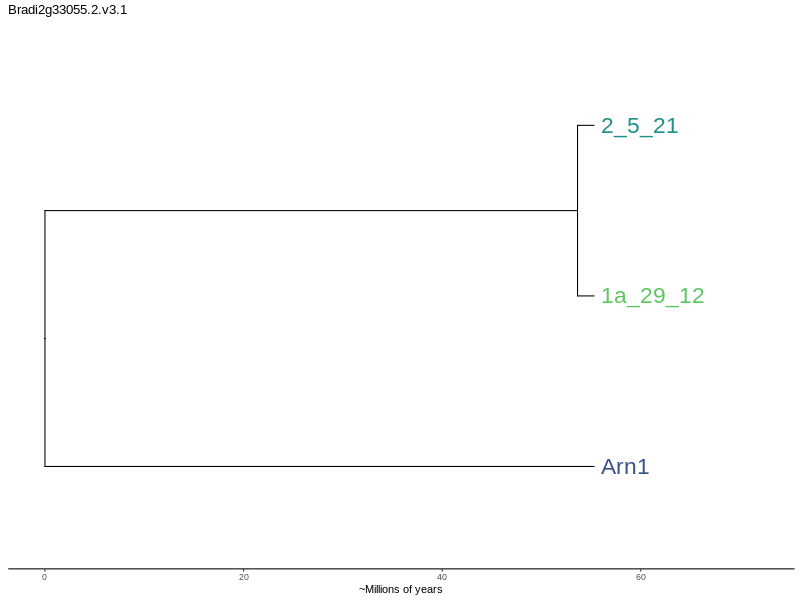 Bradi2g33055.2.v3.1
2_5_21
1a_29_12
Arn1
0 20 40 60
~Millions of years